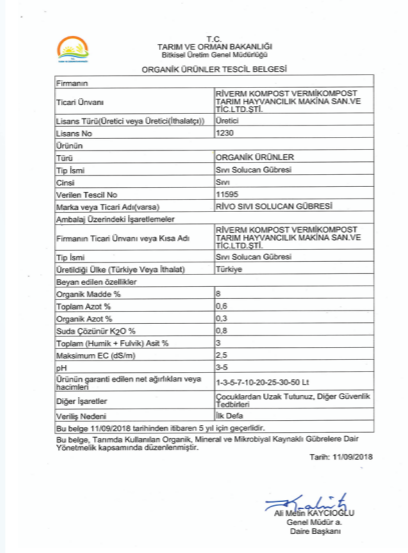 T.C.
TARIM VE ORMAN BAKANLIĞI
Bitkisel Üretim Genel Müdürlüğü
ORGANİK ÜRÜNLER TESCİL BELGESİ
Firmanın
Ticari Ünvanı
RİVERM KOMPOST VERMİKOMPOST
TARIM HAYVANCILIK MAKİNA SAN.VE
TİC.LTD.ŞTİ.
Lisans Türü(Üretici veya Üretici(İthalatçı)) Üretici
Lisans No 1230
Ürünün
Türü ORGANİK ÜRÜNLER
Tip İsmi Sıvı Solucan Gübresi
Cinsi Sıvı
Verilen Tescil No 11595
Marka veya Ticari Adı(varsa) RİVO SIVI SOLUCAN GÜBRESİ
Ambalaj Üzerindeki İşaretlemeler
Firmanın Ticari Ünvanı veya Kısa Adı
RİVERM KOMPOST VERMİKOMPOST
TARIM HAYVANCILIK MAKİNA SAN.VE
TİC.LTD.ŞTİ.
Tip İsmi Sıvı Solucan Gübresi
Üretildiği Ülke (Türkiye Veya İthalat) Türkiye
Beyan edilen özellikler
Organik Madde % 8
Toplam Azot % 0,6
Organik Azot % 0,3
Suda Çözünür K2O % 0,8
Toplam (Humik + Fulvik) Asit % 3
Maksimum EC (dS/m) 2,5
pH 3-5
Ürünün garanti edilen net ağırlıkları veya
hacimleri
1-3-5-7-10-20-25-30-50 Lt
Diğer İşaretler
Çocuklardan Uzak Tutunuz, Diğer Güvenlik
Tedbirleri
Veriliş Nedeni İlk Defa
Bu belge 11/09/2018 tarihinden itibaren 5 yıl için geçerlidir.
Bu belge, Tarımda Kullanılan Organik, Mineral ve Mikrobiyal Kaynaklı Gübrelere Dair
Yönetmelik kapsamında düzenlenmiştir.
Tarih: 11/09/2018
Ali Metin KAYCIOĞLU
Genel Müdür a.
Daire Başkanı